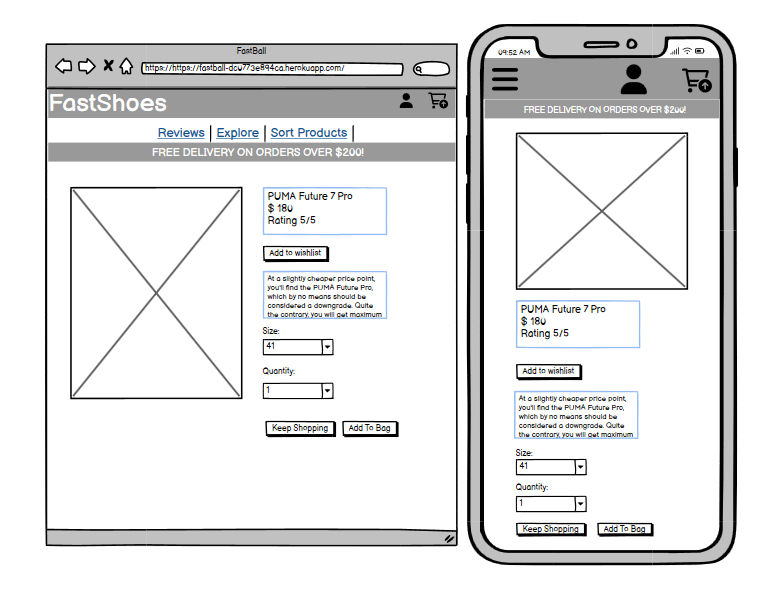 FastBall
https://https://fastball-dcu773e894ca.herokuapp.com/
FastShoes
Reviews Explore Sort Products
FREE DELIVERY ON ORDERS OVER $200!
PUMA Future 7 Pro
$ 180
Rating 5/5
Add to wishlist
At a slightly cheaper price point,
you'll find the PUMA Future Pro,
which by no means should be
considered a downgrade. Quite
the contrary, you will get maximum
Size:
41
Quantity:
1
Keep Shopping Add To Bag
09:52 AM
FREE DELIVERY ON ORDERS OVER $200!
PUMA Future 7 Pro
$ 180
Rating 5/5
Add to wishlist
At a slightly cheaper price point,
you'll find the PUMA Future Pro,
which by no means should be
considered a downgrade. Quite
the contrary, you will get maximum
Size:
41
Quantity:
1
Keep Shopping Add To Bag